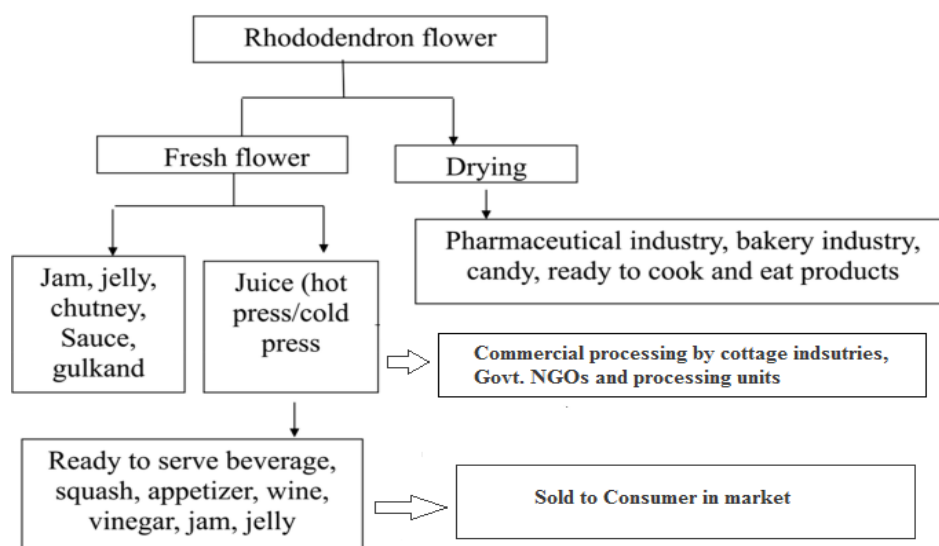 Rhododendron flower
Fresh flower
Drying
Pharmaceutical industry, bakery industry,
candy, ready to cook and eat products
Jam, jelly,
chutney,
Sauce,
gulkand
Juice (hot
press/cold
press
Commercial processing by cottage indsutries,
Govt. NGOs and processing units
Ready to serve beverage,
squash, appetizer, wine,
vinegar, jam, jelly
Sold to Consumer in market